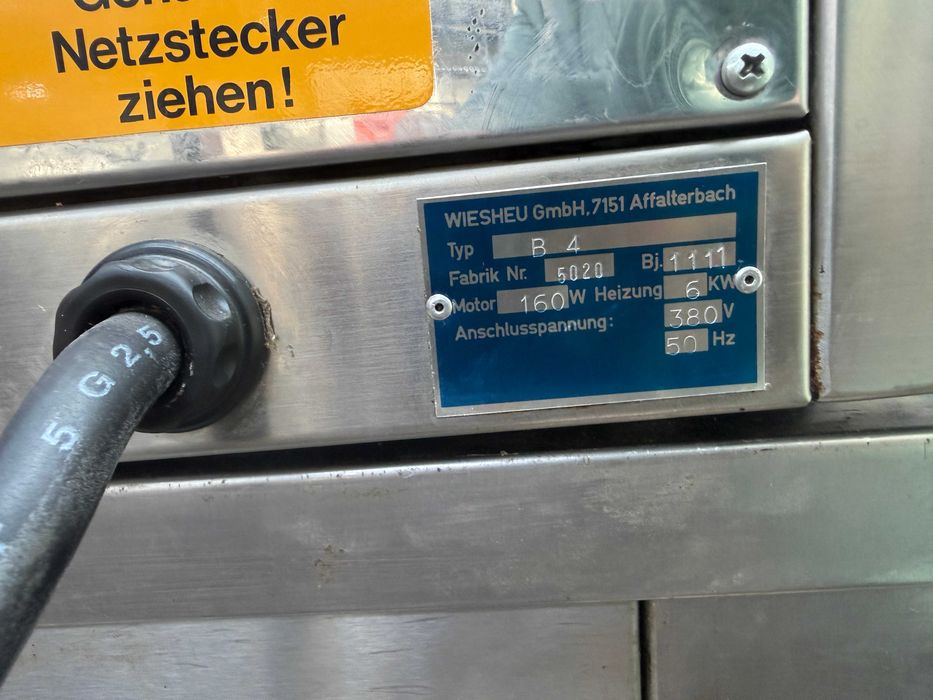 Netzstecker
ziehen!
WIESHEU GmbH, 7151 Affalterbach
Typ B 4
Fabrik Nr. 5020 Bj. 1111
Motor 160 W Heizung 6 KW
Anschlusspannung: 380 V
50 Hz
5 G 2,5